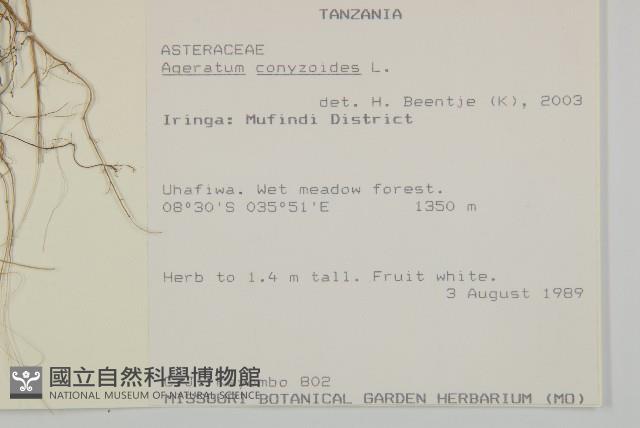 TANZANIA
ASTERACEAE
Ageratum conyzoides L.
det. H. Beentje (K), 2003
Iringa: Mufindi District
Uhafiwa. Wet meadow forest.
08°30'S 035°51'E 1350 m
Herb to 1.4 m tall. Fruit white.
3 August 1989
802
MISSOURI BOTANICAL GARDEN HERBARIUM (MO)
國立自然科學博物館
NATIONAL MUSEUM OF NATURAL SCIENCE